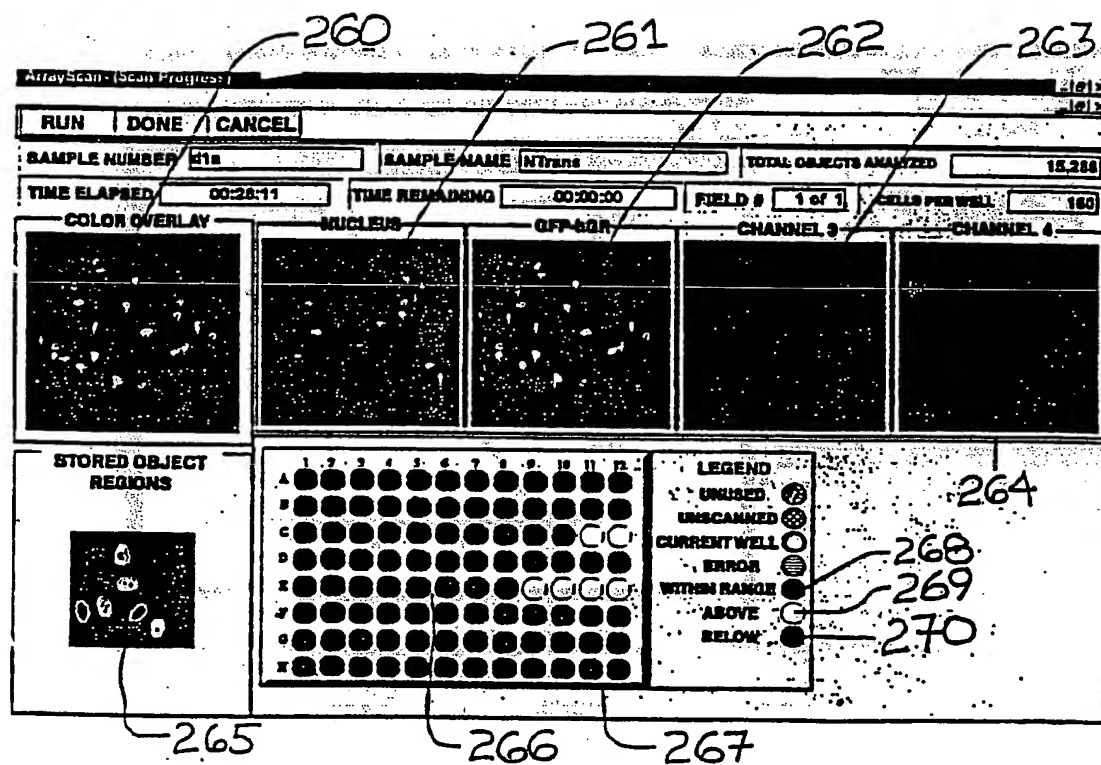 260 261 262 263
ArrayScan - (Scan Progress)
RUN DONE CANCEL
SAMPLE NUMBER d1a SAMPLE NAME NTrans TOTAL OBJECTS ANALYZED 15,288
TIME ELAPSED 00:28:11 TIME REMAINING 00:00:00 FIELD # 1 of 1 CELLS PER WELL 160
COLOR OVERLAY NUCLEUS GFP-hGR CHANNEL 3 CHANNEL 4
STORED OBJECT
REGIONS
1 2 3 4 5 6 7 8 9 10 11 12
A
B
C
D
E
F
G
H
LEGEND
UNUSED
UNSCANNED
CURRENT WELL
ERROR
WITHIN RANGE
ABOVE
BELOW
264
268
269
270
265 266 267